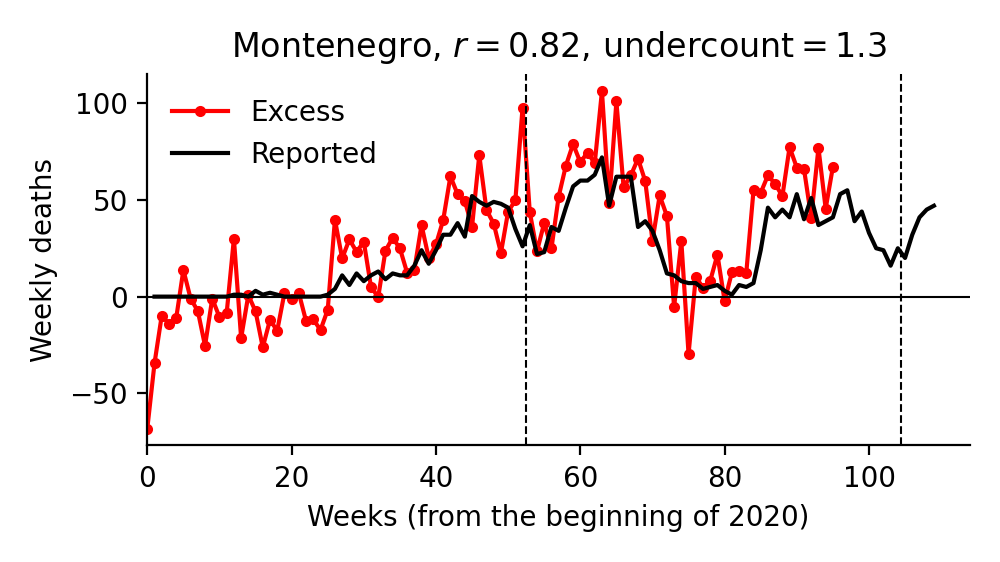 Montenegro, r = 0.82, undercount = 1.3
Excess
Reported
Weekly deaths
100
50
0
−50
0 20 40 60 80 100
Weeks (from the beginning of 2020)